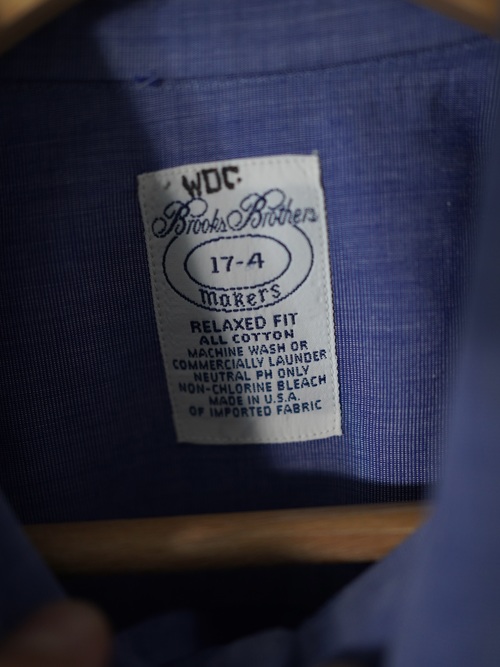 WDC
Brooks Brothers
17-4
Makers
RELAXED FIT
ALL COTTON
MACHINE WASH OR
COMMERCIALLY LAUNDER
NEUTRAL PH ONLY
NON-CHLORINE BLEACH
MADE IN U.S.A.
OF IMPORTED FABRIC